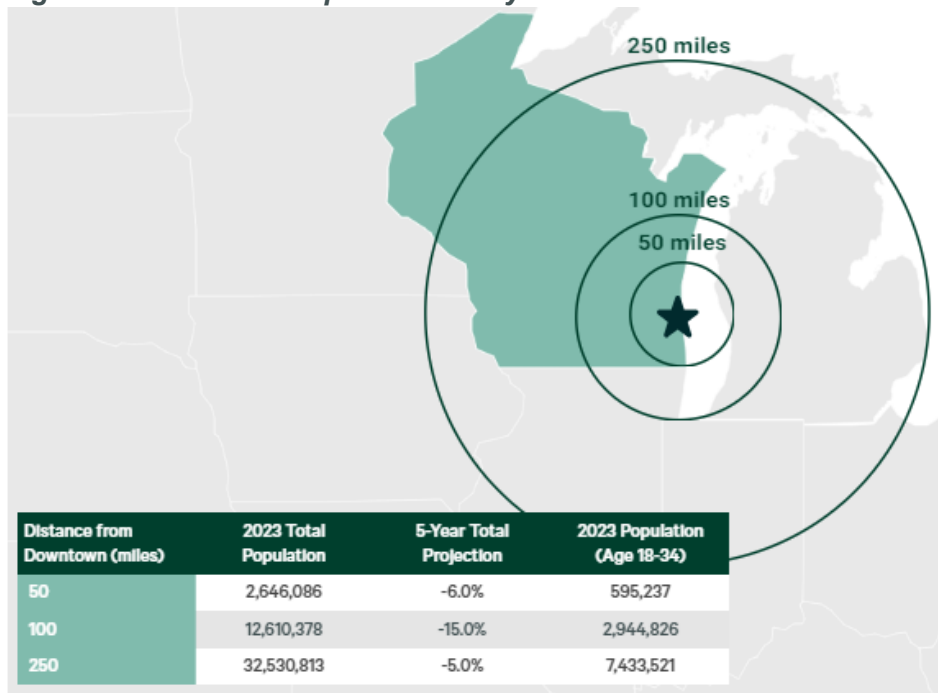 250 miles
100 miles
50 miles
Distance from Downtown (miles) 2023 Total Population 5-Year Total Projection 2023 Population (Age 18-34)
50 2,646,086 -6.0% 595,237
100 12,610,378 -15.0% 2,944,826
250 32,530,813 -5.0% 7,433,521